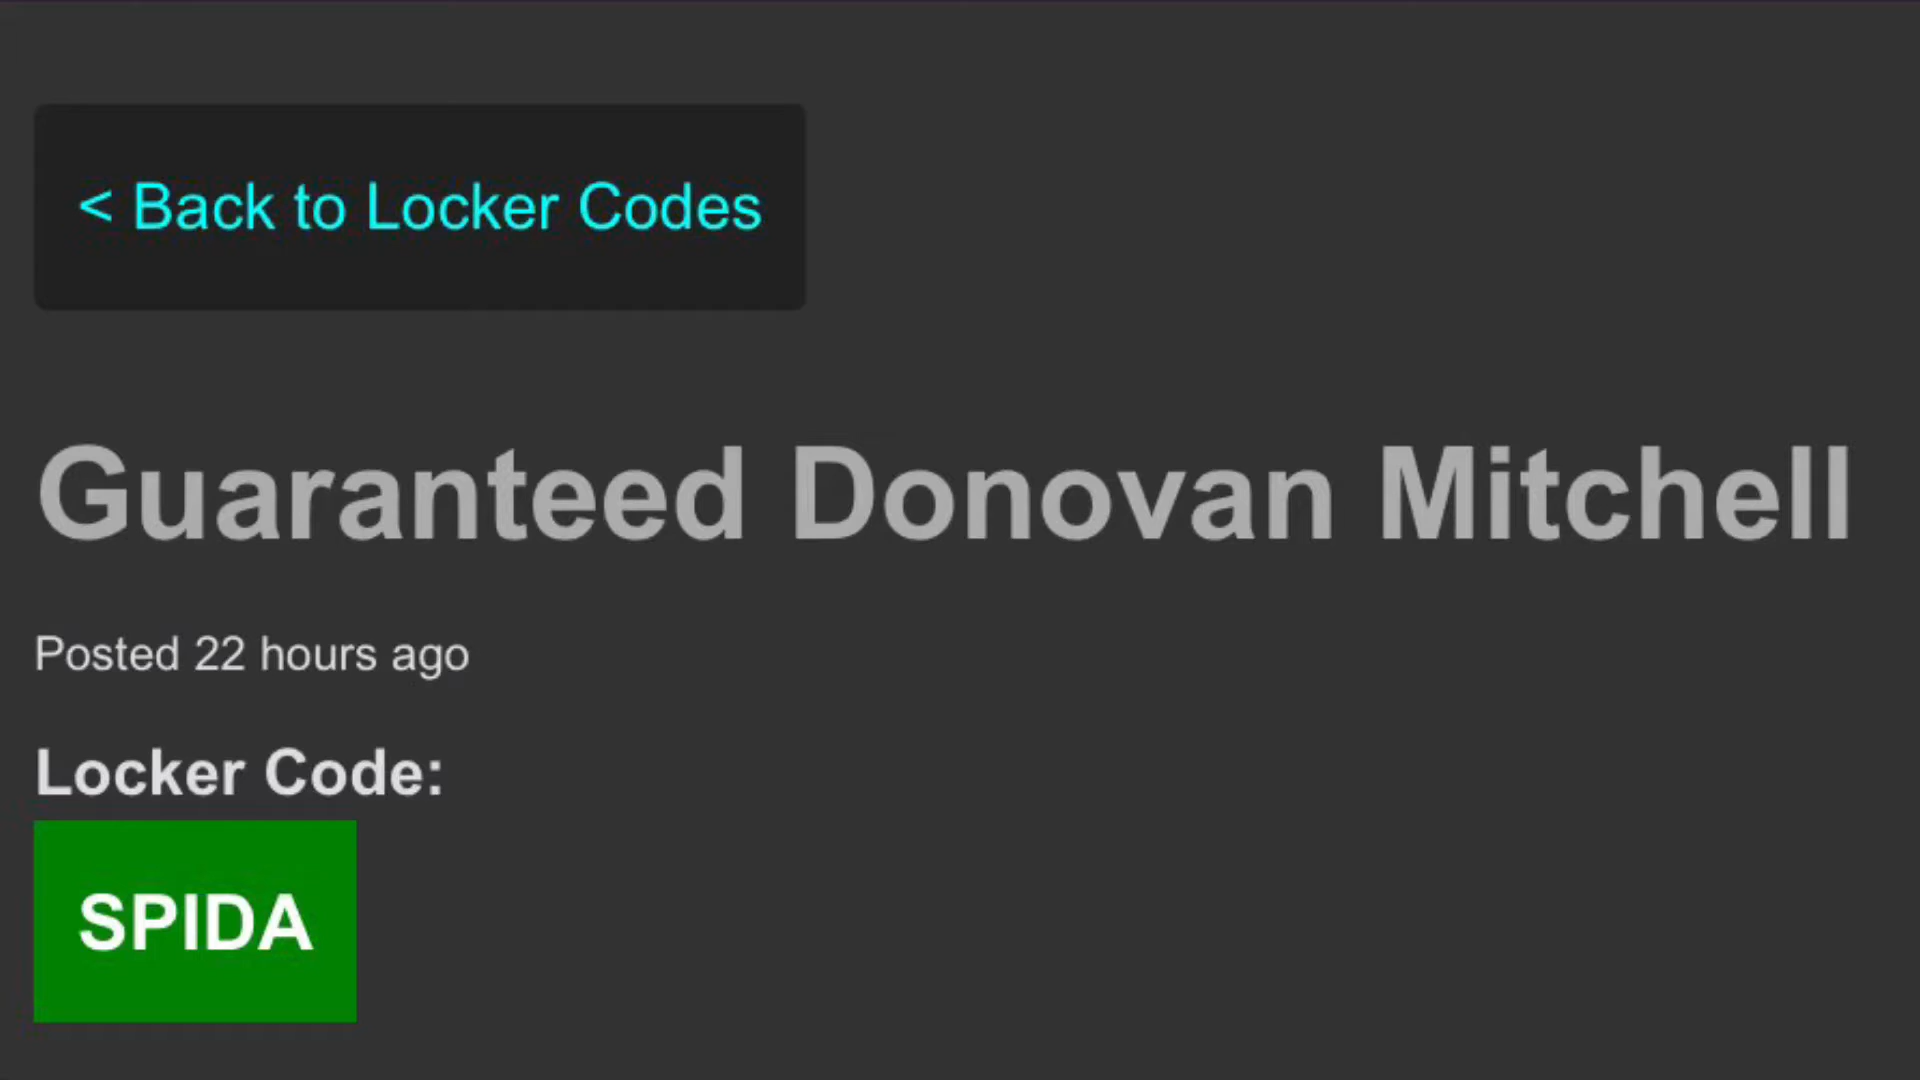 < Back to Locker Codes
Guaranteed Donovan Mitchell
Posted 22 hours ago
Locker Code:
SPIDA